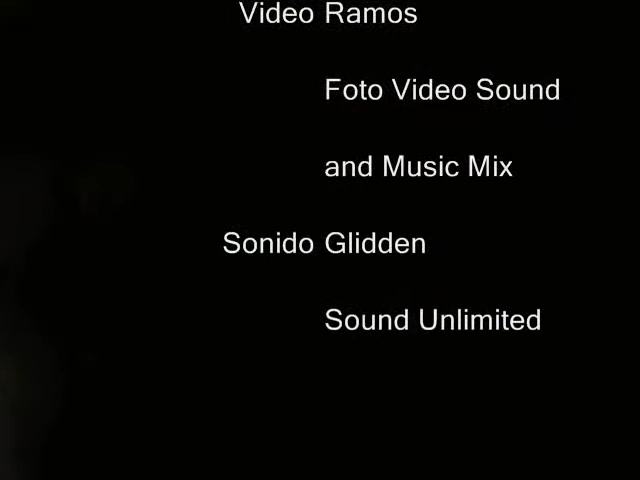 Video Ramos
Foto Video Sound
and Music Mix
Sonido Glidden
Sound Unlimited